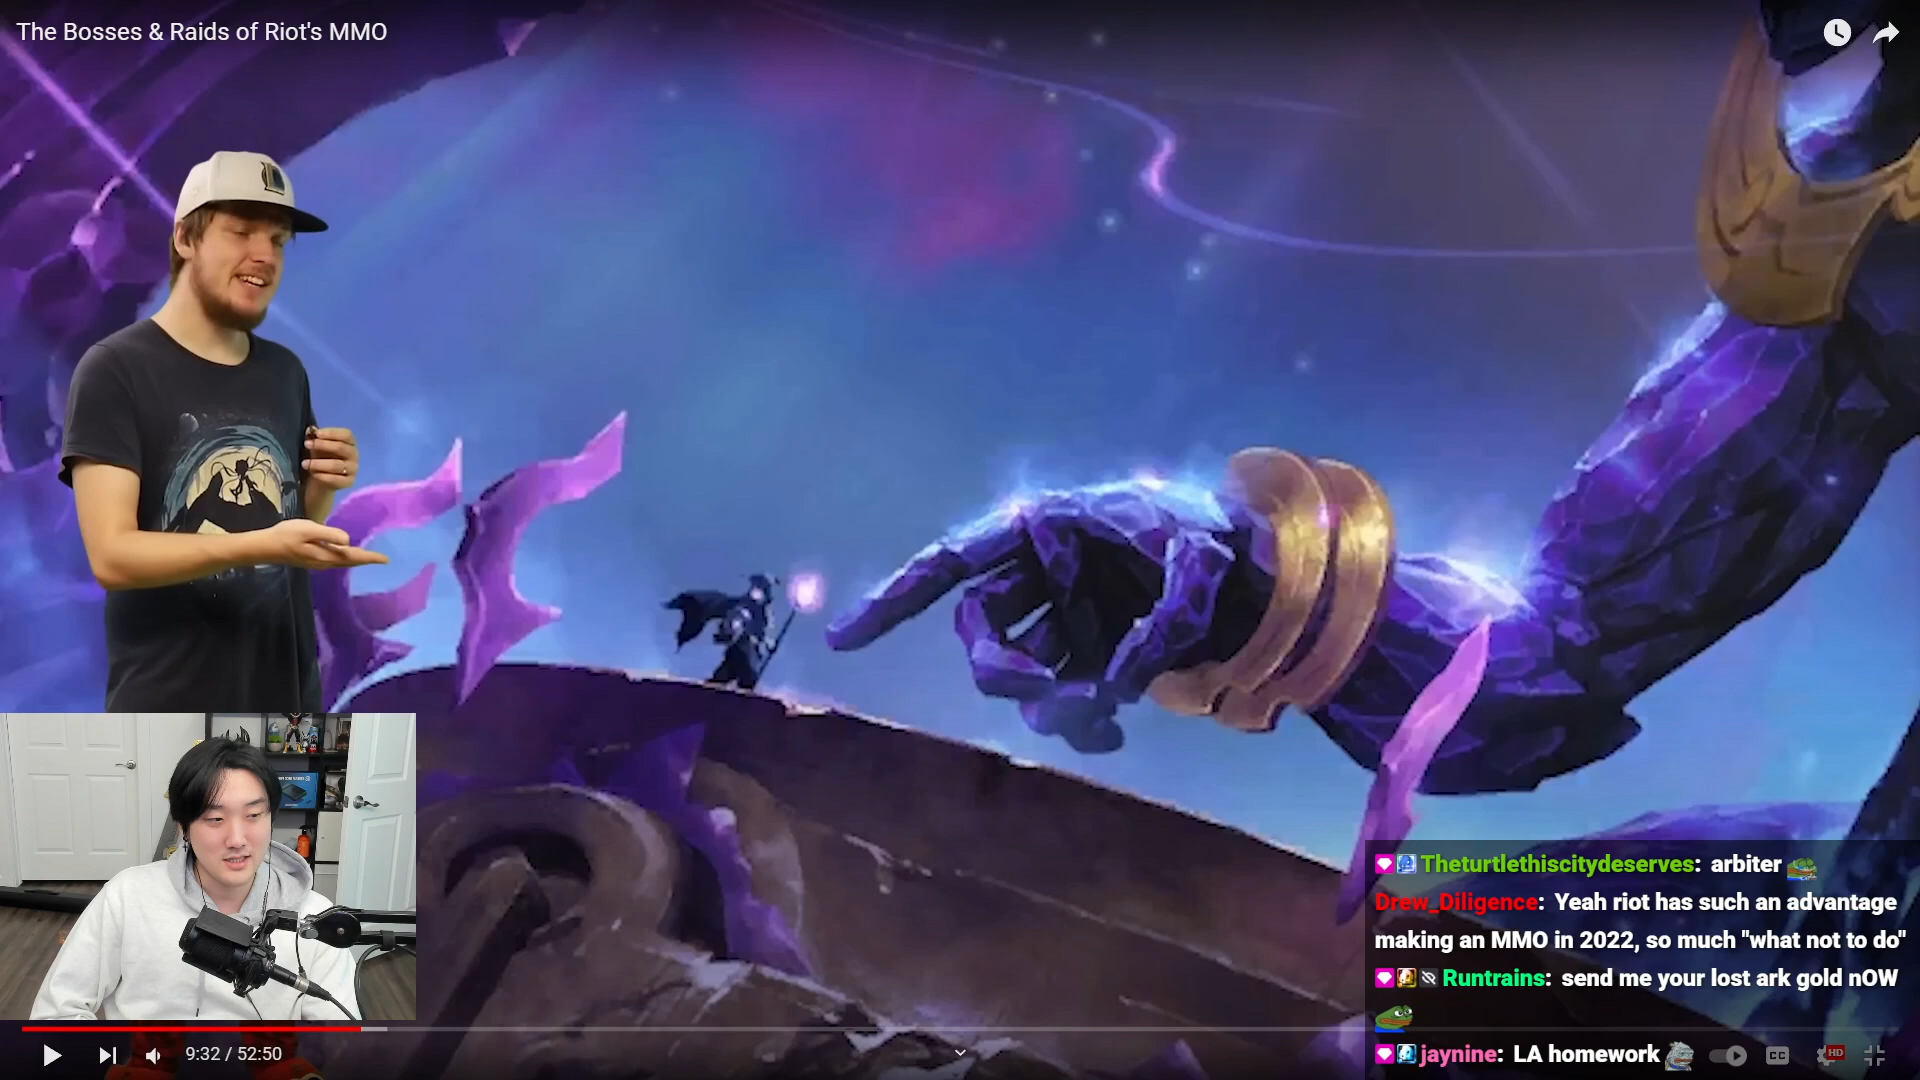 The Bosses & Raids of Riot's MMO
Theturtlethiscitydeserves: arbiter
Drew_Diligence: Yeah riot has such an advantage
making an MMO in 2022, so much "what not to do"
Runtrains: send me your lost ark gold nOW
jaynine: LA homework
9:32 / 52:50
CC
HD